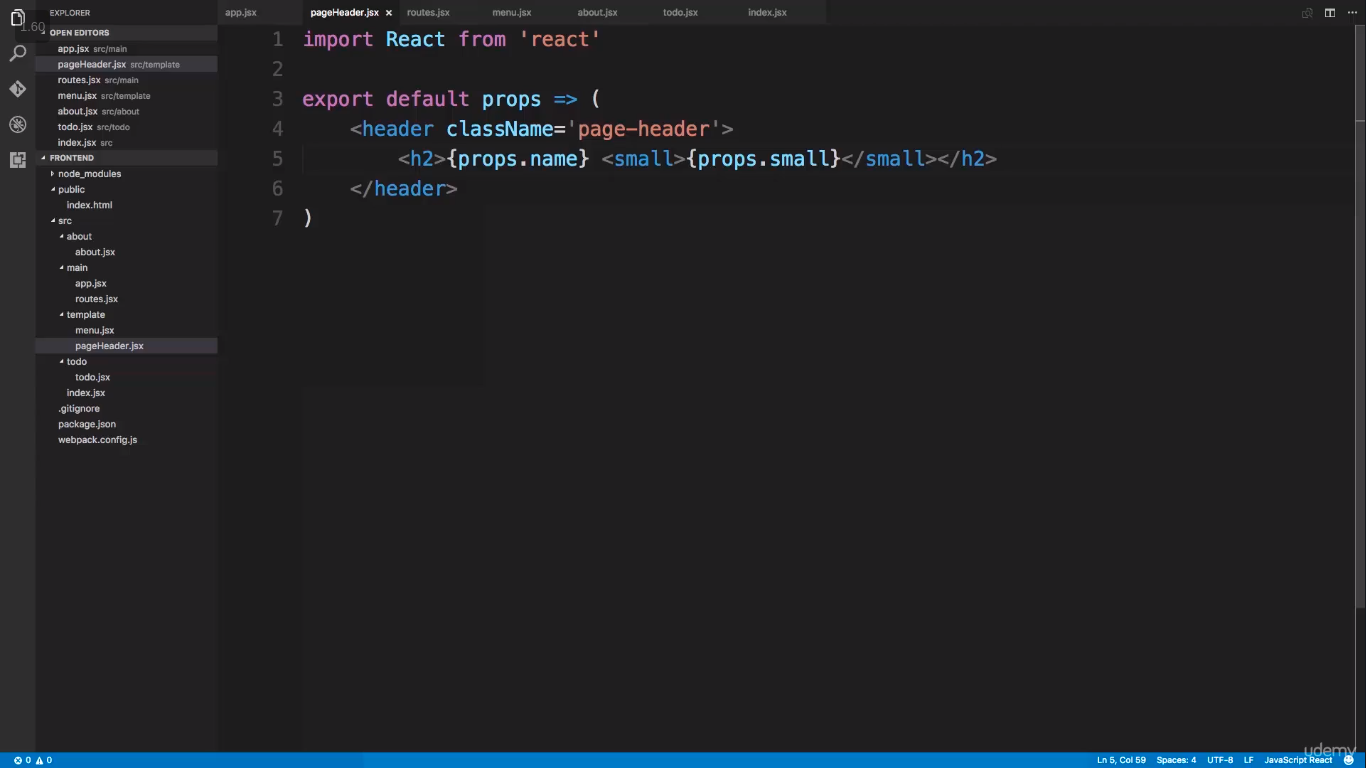 1.60
EXPLORER
OPEN EDITORS
app.jsx src/main
pageHeader.jsx src/template
routes.jsx src/main
menu.jsx src/template
about.jsx src/about
todo.jsx src/todo
index.jsx src
FRONTEND
node_modules
public
index.html
src
about
about.jsx
main
app.jsx
routes.jsx
template
menu.jsx
pageHeader.jsx
todo
todo.jsx
index.jsx
.gitignore
package.json
webpack.config.js
app.jsx pageHeader.jsx routes.jsx menu.jsx about.jsx todo.jsx index.jsx
1 import React from 'react'
2
3 export default props => (
4 <header className='page-header'>
5 <h2>{props.name} <small>{props.small}</small></h2>
6 </header>
7 )
udemy
0 0 Ln 5, Col 59 Spaces: 4 UTF-8 LF JavaScript React